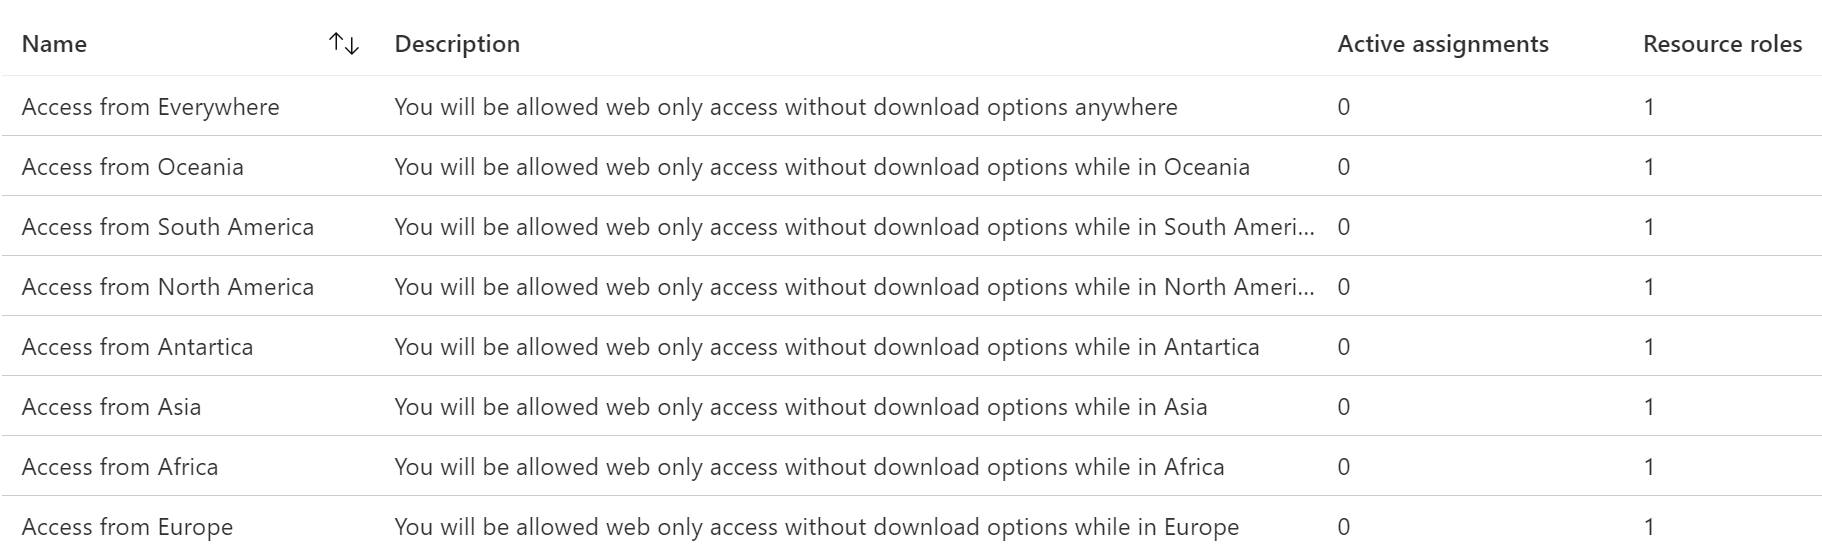 Name Description Active assignments Resource roles
Access from Everywhere You will be allowed web only access without download options anywhere 0 1
Access from Oceania You will be allowed web only access without download options while in Oceania 0 1
Access from South America You will be allowed web only access without download options while in South Ameri... 0 1
Access from North America You will be allowed web only access without download options while in North Ameri... 0 1
Access from Antartica You will be allowed web only access without download options while in Antartica 0 1
Access from Asia You will be allowed web only access without download options while in Asia 0 1
Access from Africa You will be allowed web only access without download options while in Africa 0 1
Access from Europe You will be allowed web only access without download options while in Europe 0 1